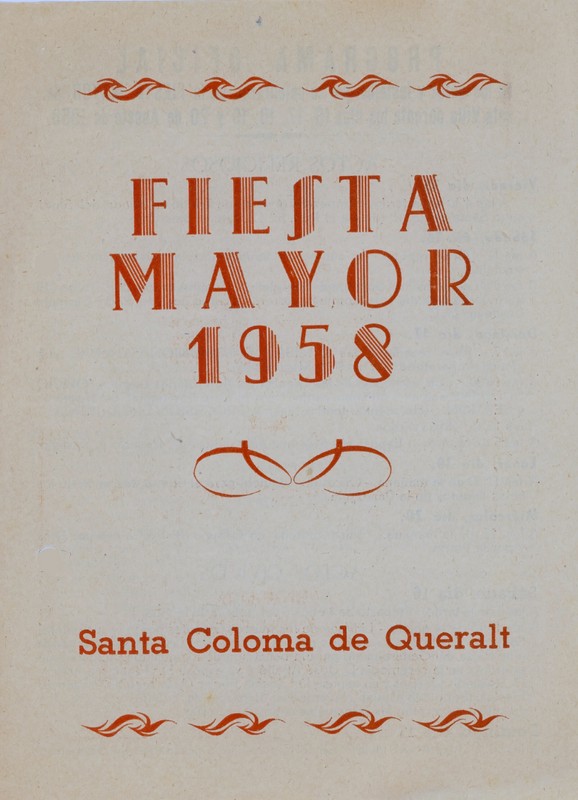 FIESTA
MAYOR
1958
Santa Coloma de Queralt